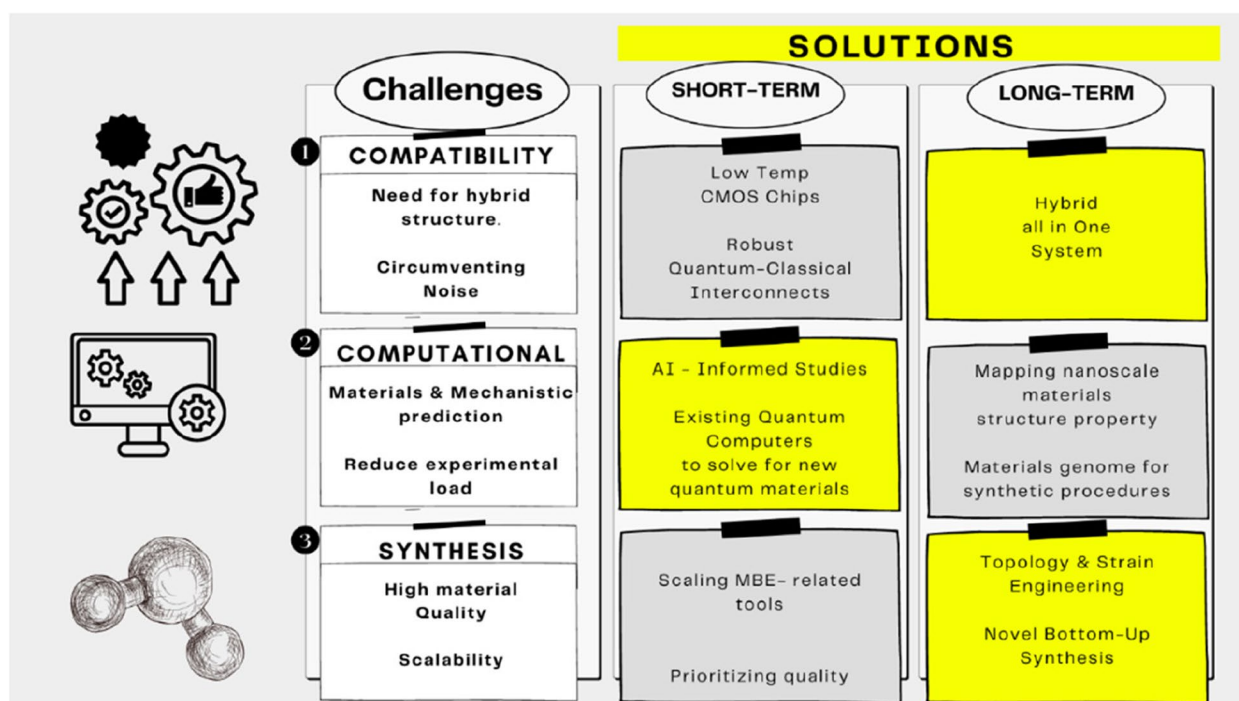 SOLUTIONS
Challenges
SHORT-TERM
LONG-TERM
1
COMPATIBILITY
Need for hybrid
structure.
Circumventing
Noise
Low Temp
CMOS Chips
Robust
Quantum-Classical
Interconnects
Hybrid
all in One
System
2
COMPUTATIONAL
Materials & Mechanistic
prediction
Reduce experimental
load
AI - Informed Studies
Existing Quantum
Computers
to solve for new
quantum materials
Mapping nanoscale
materials
structure property
Materials genome for
synthetic procedures
3
SYNTHESIS
High material
Quality
Scalability
Scaling MBE- related
tools
Prioritizing quality
Topology & Strain
Engineering
Novel Bottom-Up
Synthesis